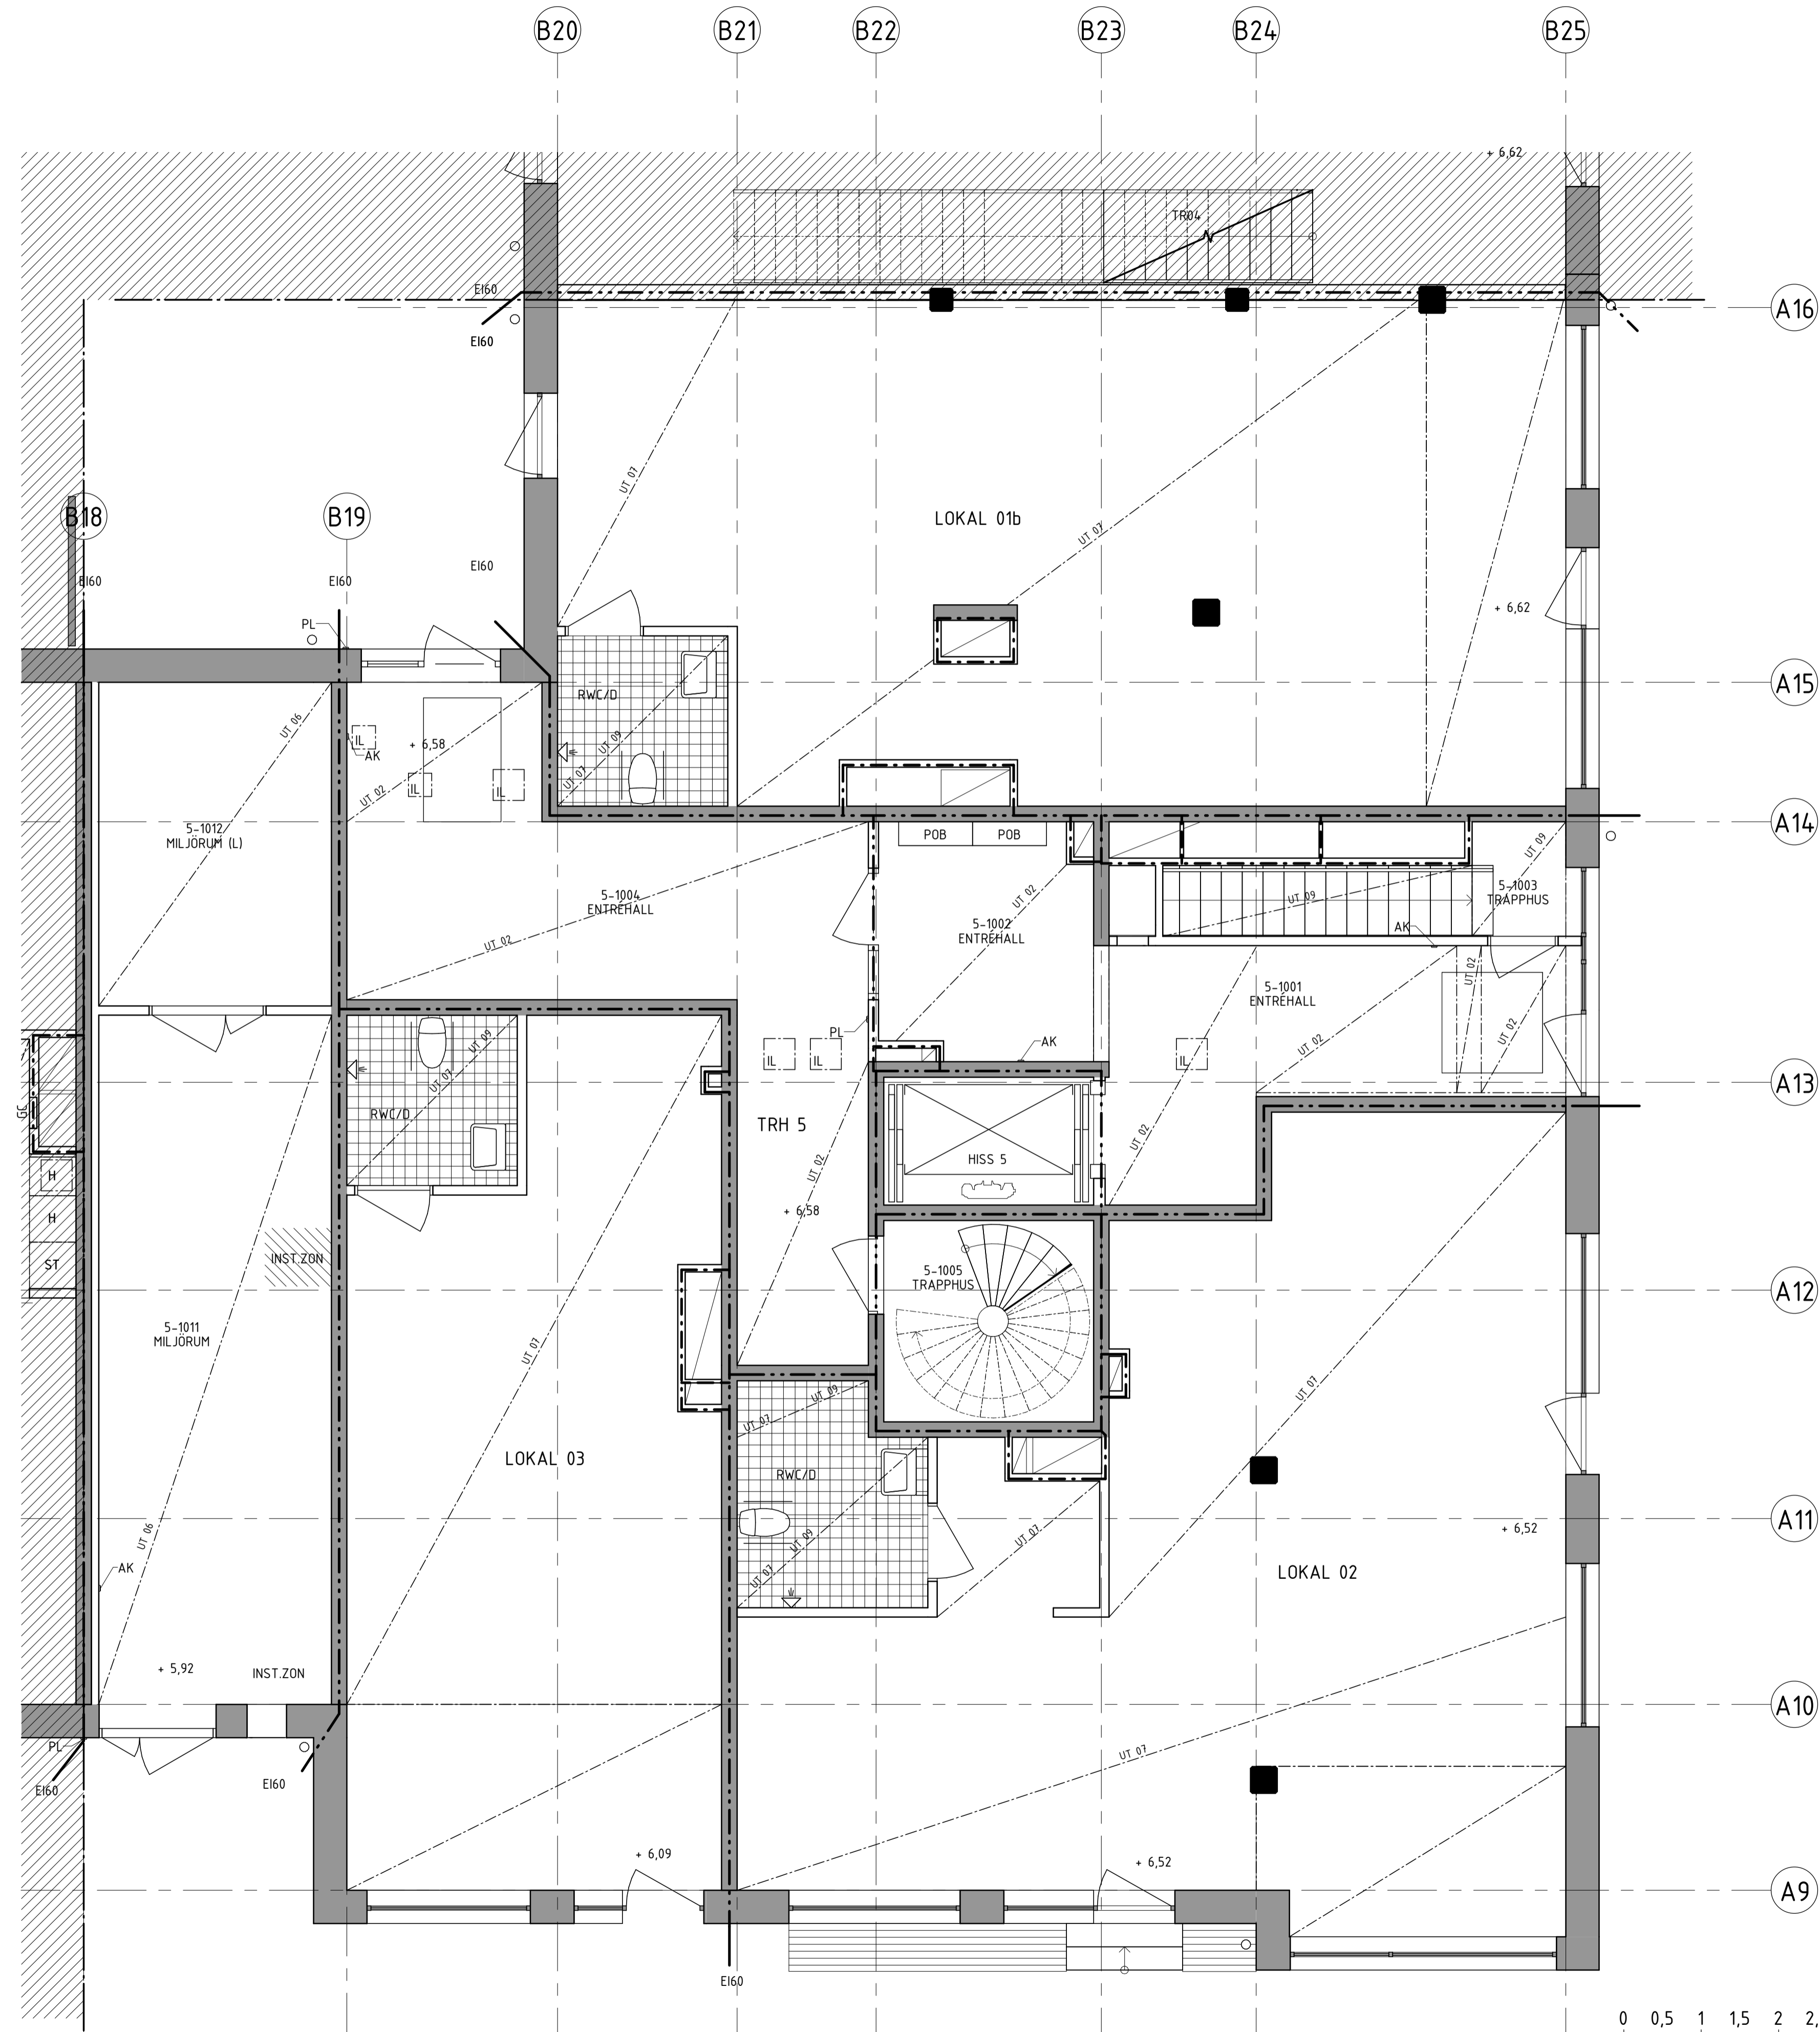 B20
B21
B22
B23
B24
B25
+ 6,62
TR04
EI60
A16
EI60
UT 07
LOKAL 01b
UT 07
B18
B19
EI60
EI60
EI60
+ 6,62
PL
RWC/D
UT 09
UT 07
A15
UT 06
IL
AK
+ 6,58
IL
IL
UT 02
5-1012
MILJÖRUM (L)
POB
POB
A14
UT 09
5-1004
ENTRÉHALL
UT 02
UT 02
5-1002
ENTRÉHALL
UT 09
5-1003
TRAPPHUS
AK
UT 02
5-1001
ENTRÉHALL
UT 02
UT 02
PL
AK
IL
IL
IL
UT 09
UT 07
RWC/D
GC
A13
TRH 5
UT 02
HISS 5
UT 02
H
H
ST
+ 6,58
INST.ZON
5-1005
TRAPPHUS
A12
5-1011
MILJÖRUM
UT 07
UT 09
UT 07
UT 07
LOKAL 03
RWC/D
UT 09
UT 07
UT 07
+ 6,52
A11
UT 06
AK
LOKAL 02
+ 5,92
INST.ZON
A10
PL
UT 07
EI60
EI60
+ 6,09
+ 6,52
A9
EI60
0 0,5 1 1,5 2 2,